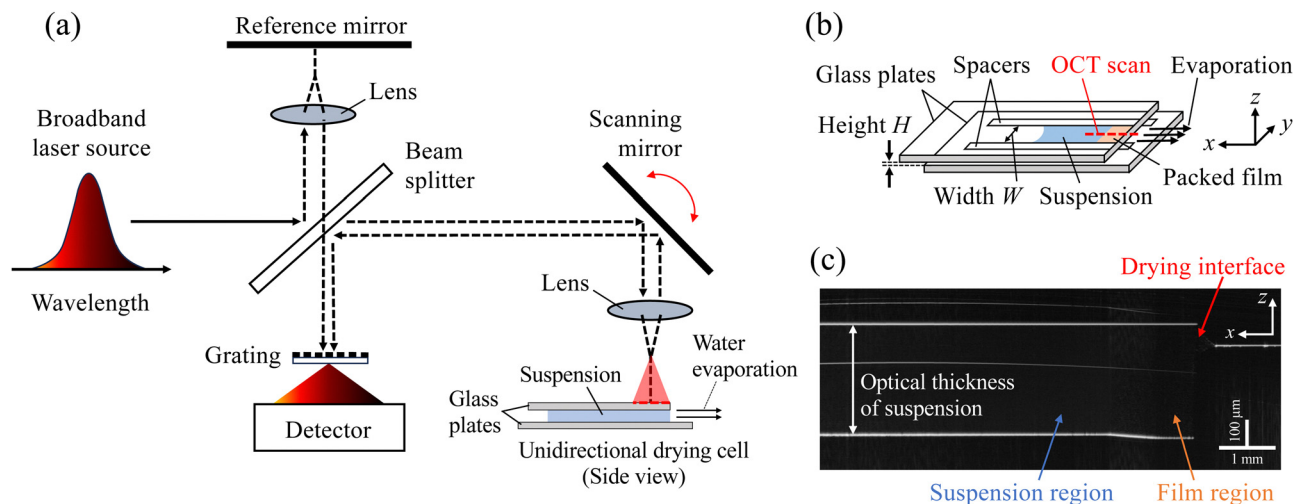 (a)
Reference mirror
Lens
Broadband
laser source
Wavelength
Beam
splitter
Scanning
mirror
Lens
Grating
Detector
Water
evaporation
Suspension
Glass
plates
Unidirectional drying cell
(Side view)
(b)
Glass plates
Spacers
OCT scan
Evaporation
Height H
Width W
Suspension
Packed film
z
y
x
(c)
Drying interface
z
x
Optical thickness
of suspension
100 μm
1 mm
Suspension region
Film region